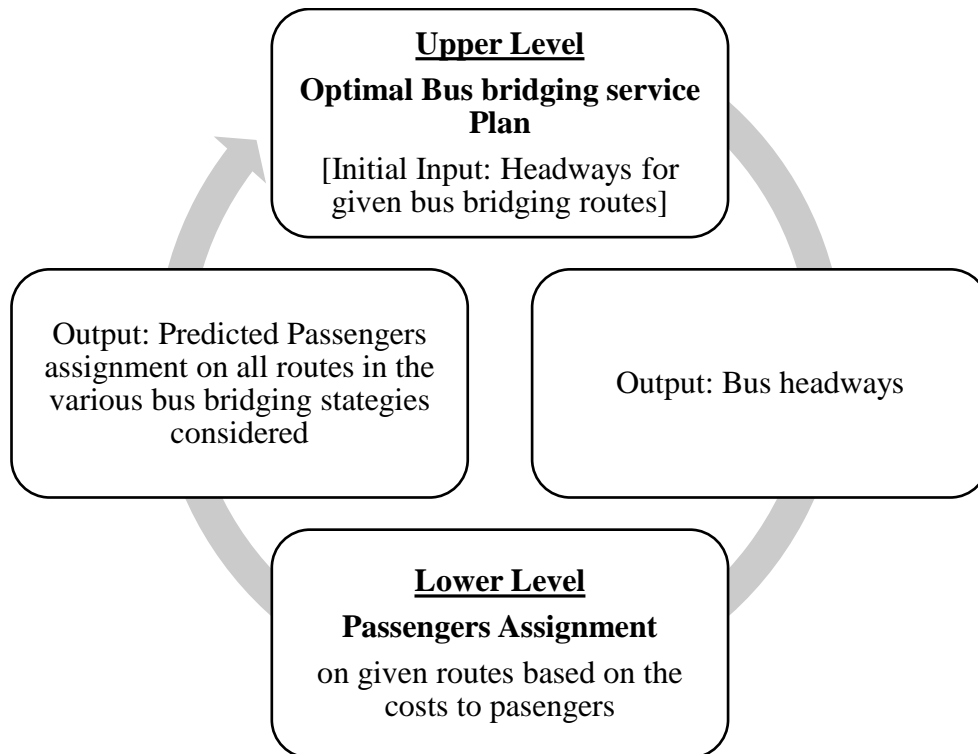 Upper Level
Optimal Bus bridging service
Plan
[Initial Input: Headways for
given bus bridging routes]
Output: Predicted Passengers
assignment on all routes in the
various bus bridging stategies
considered
Output: Bus headways
Lower Level
Passengers Assignment
on given routes based on the
costs to pasengers